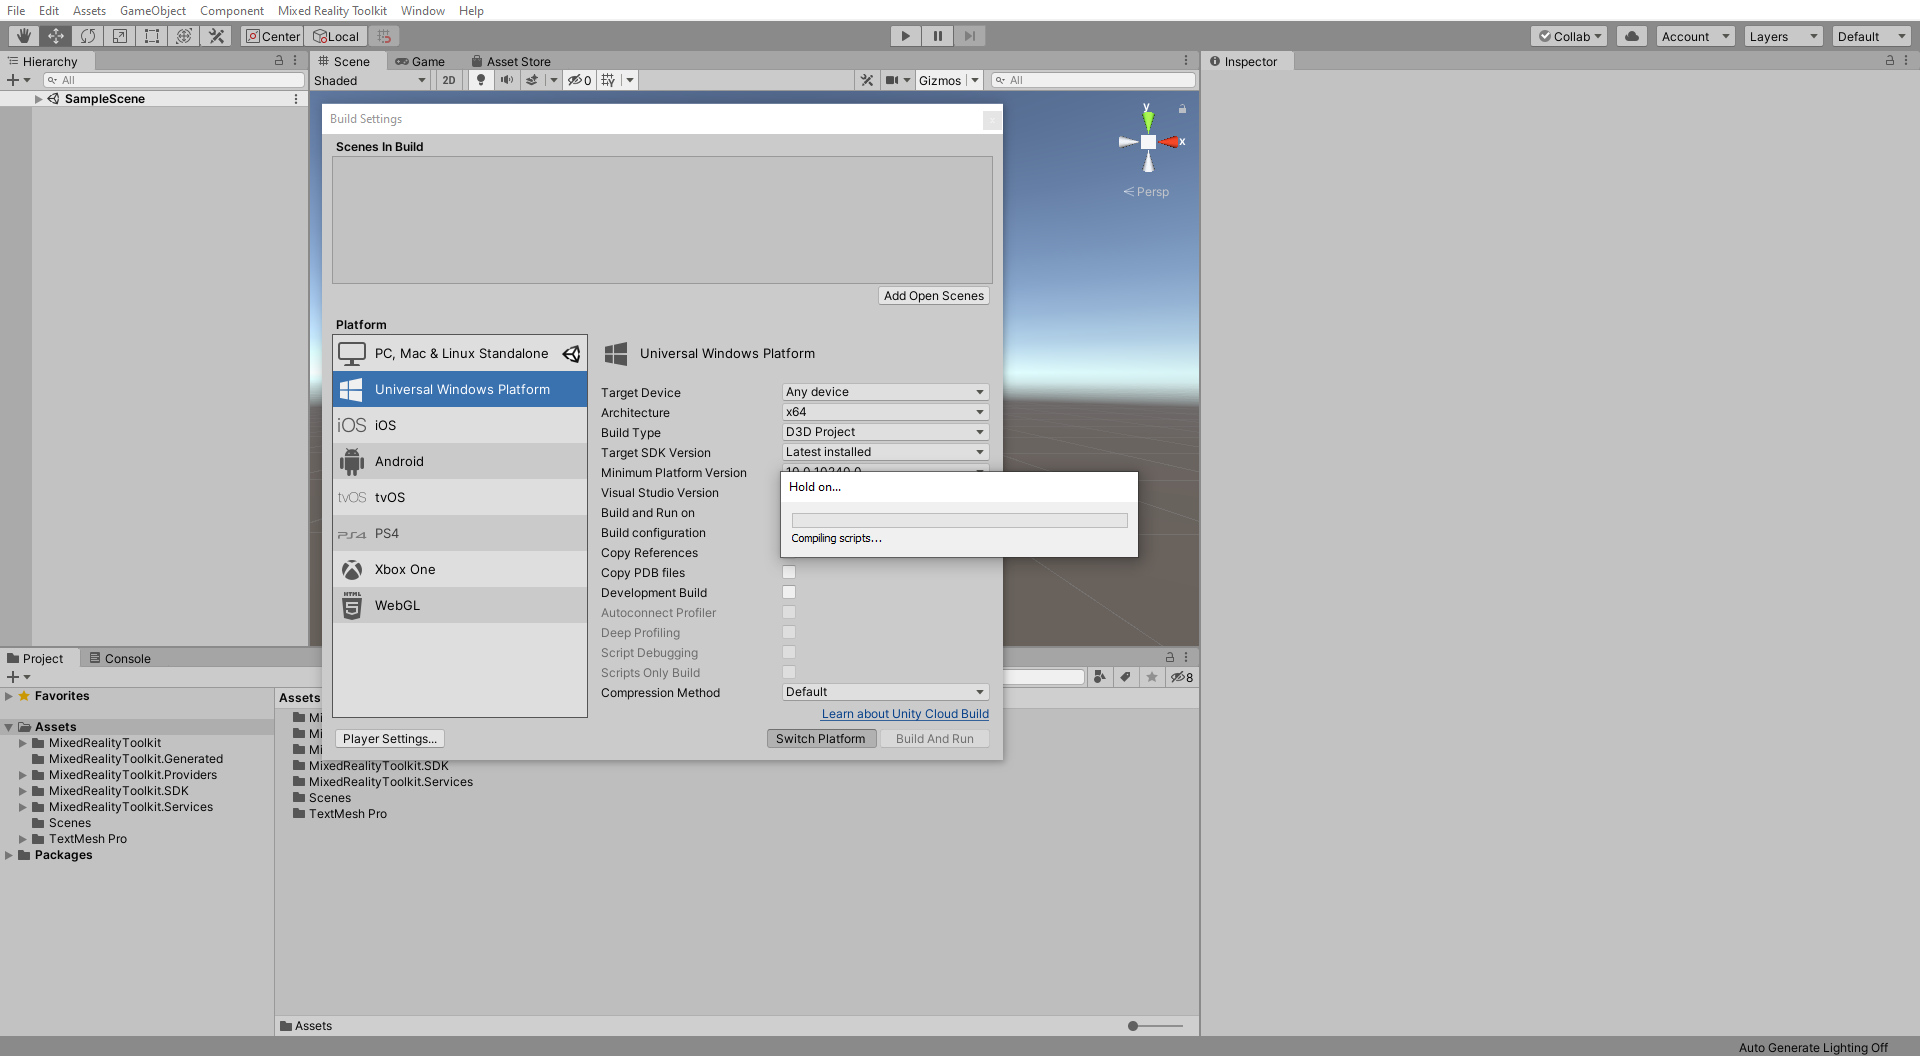 File Edit Assets GameObject Component Mixed Reality Toolkit Window Help
Center Local Collab Account Layers Default
Hierarchy
All
SampleScene
Scene Game Asset Store
Shaded 2D 0 Gizmos All
y
x
Persp
Inspector
Build Settings
Scenes In Build
Add Open Scenes
Platform
PC, Mac & Linux Standalone
Universal Windows Platform
iOS iOS
Android
tvOS tvOS
PS4 PS4
Xbox One
HTML 5 WebGL
Universal Windows Platform
Target Device Any device
Architecture x64
Build Type D3D Project
Target SDK Version Latest installed
Minimum Platform Version 10.0.10240.0
Visual Studio Version
Build and Run on
Build configuration
Copy References
Copy PDB files
Development Build
Autoconnect Profiler
Deep Profiling
Script Debugging
Scripts Only Build
Compression Method Default
Learn about Unity Cloud Build
Player Settings... Switch Platform Build And Run
Hold on...
Compiling scripts...
Project Console
8
Favorites
Assets
MixedRealityToolkit
MixedRealityToolkit.Generated
MixedRealityToolkit.Providers
MixedRealityToolkit.SDK
MixedRealityToolkit.Services
Scenes
TextMesh Pro
Packages
Assets
Mi
Mi
Mi
MixedRealityToolkit.SDK
MixedRealityToolkit.Services
Scenes
TextMesh Pro
Assets
Auto Generate Lighting Off